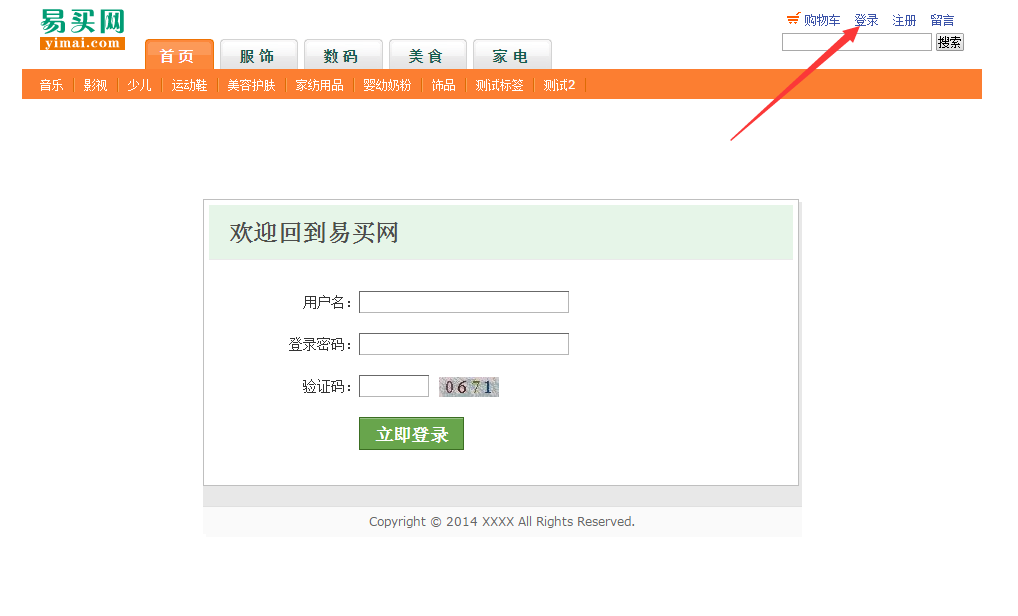 易买网
yimai.com
购物车 登录 注册 留言
搜索
首页 服饰 数码 美食 家电
音乐 影视 少儿 运动鞋 美容护肤 家纺用品 婴幼奶粉 饰品 测试标签 测试2
欢迎回到易买网
用户名：
登录密码：
验证码： 0671
立即登录
Copyright © 2014 XXXX All Rights Reserved.